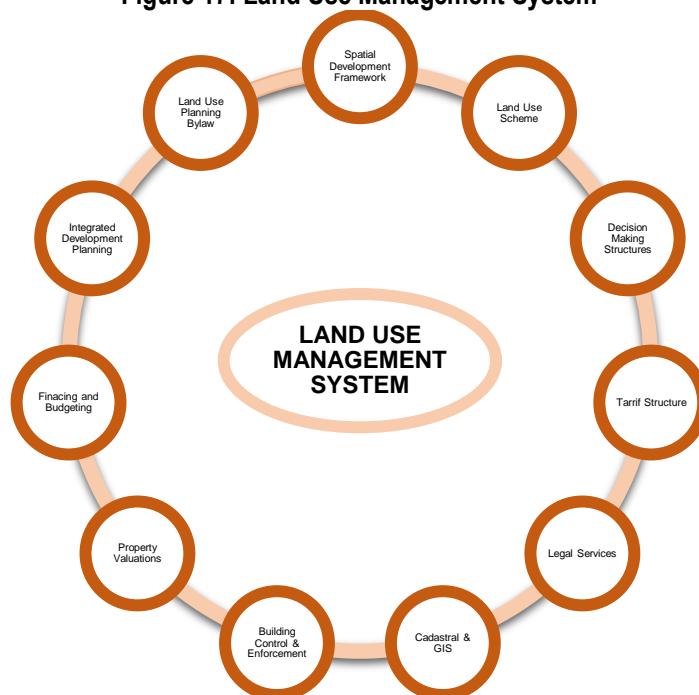 Figure 17: Land Use Management System
Spatial
Development
Framework
Land Use
Scheme
Decision
Making
Structures
Tarrif Structure
Legal Services
Cadastral &
GIS
Building
Control &
Enforcement
Property
Valuations
Finacing and
Budgeting
Integrated
Development
Planning
Land Use
Planning
Bylaw
LAND USE
MANAGEMENT
SYSTEM